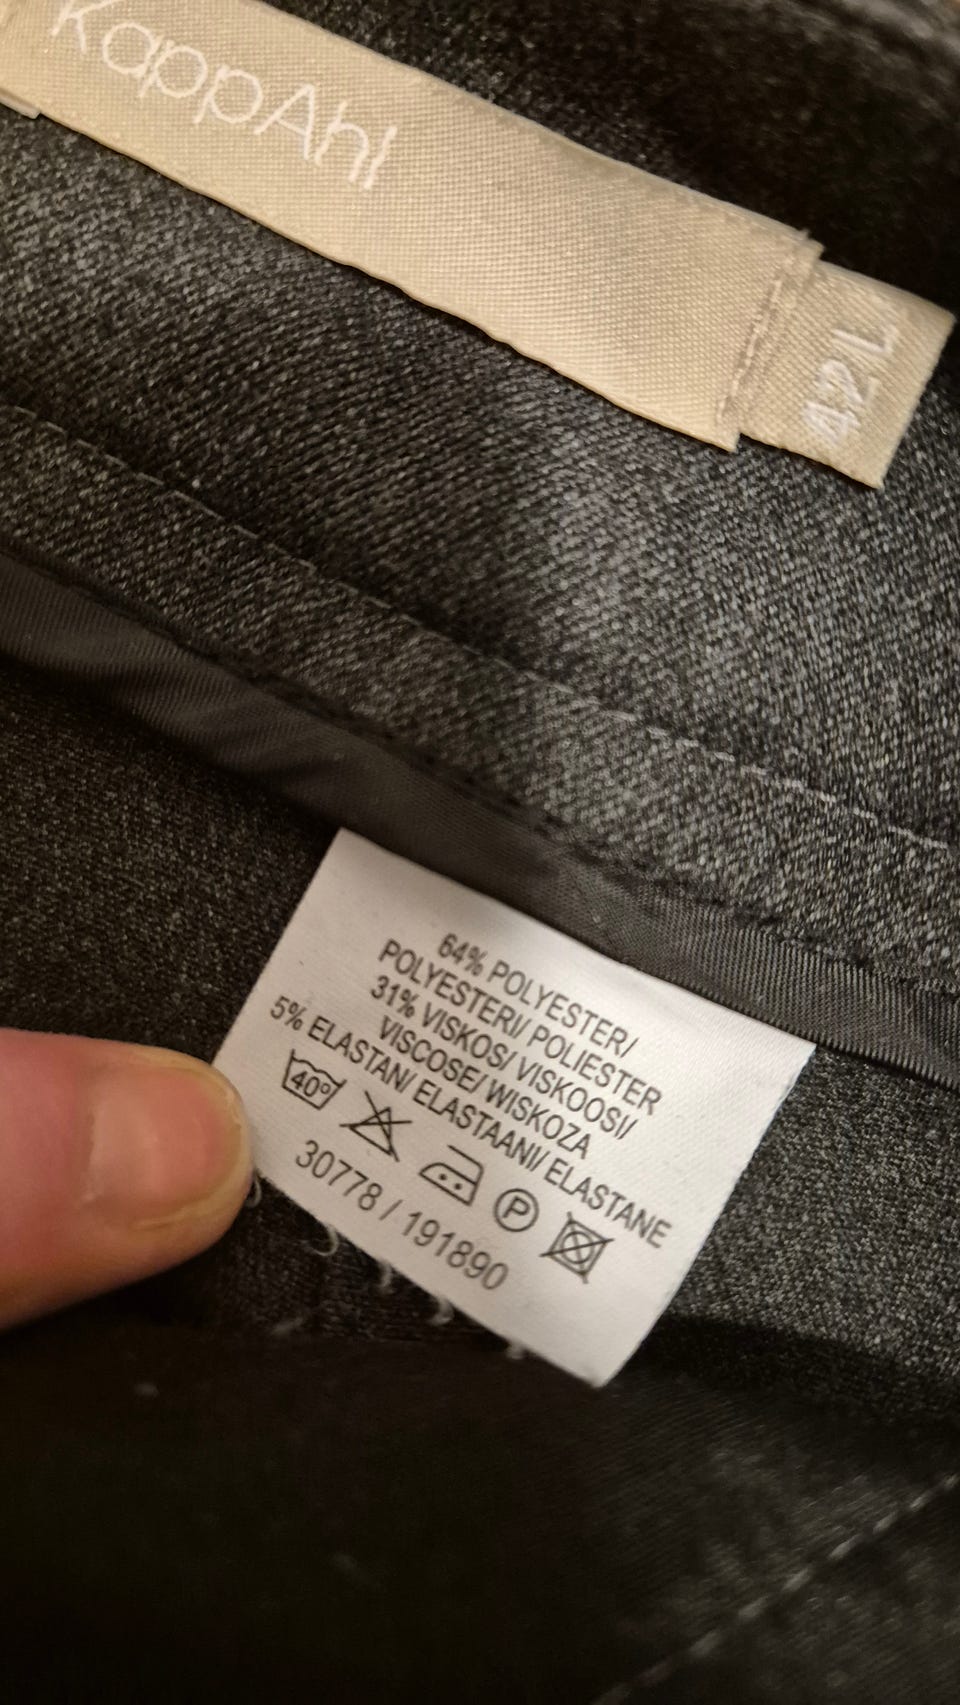 KappAhl
42L
64% POLYESTER/
POLYESTERI/ POLIESTER
31% VISKOS/ VISKOOSI/
VISCOSE/ WISKOZA
5% ELASTAN/ ELASTAANI/ ELASTANE
40°
P
30778 / 191890